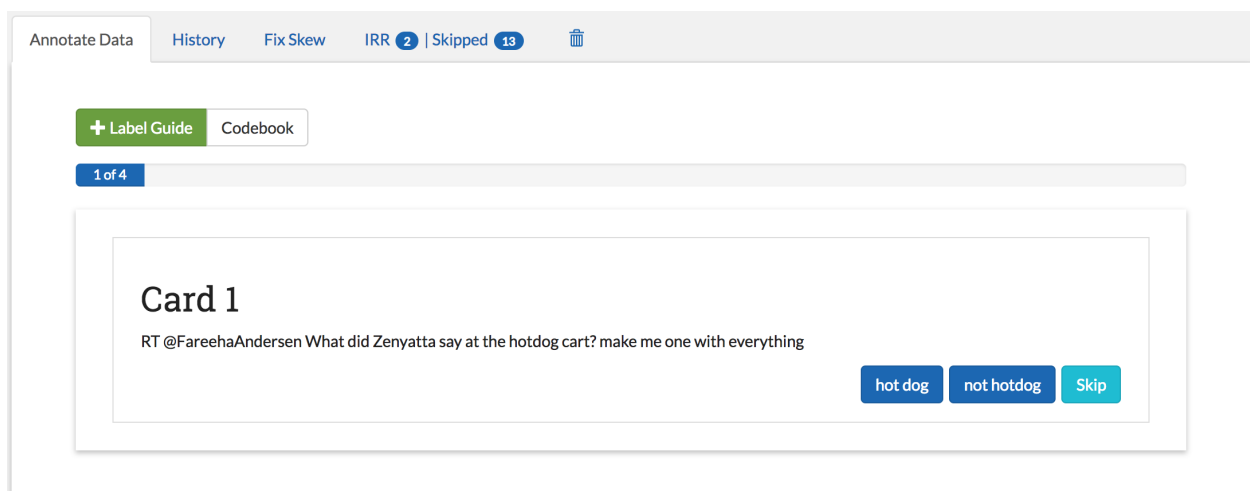 Annotate Data History Fix Skew IRR 2 | Skipped 13
+ Label Guide Codebook
1 of 4
Card 1
RT @FareehaAndersen What did Zenyatta say at the hotdog cart? make me one with everything
hot dog not hotdog Skip